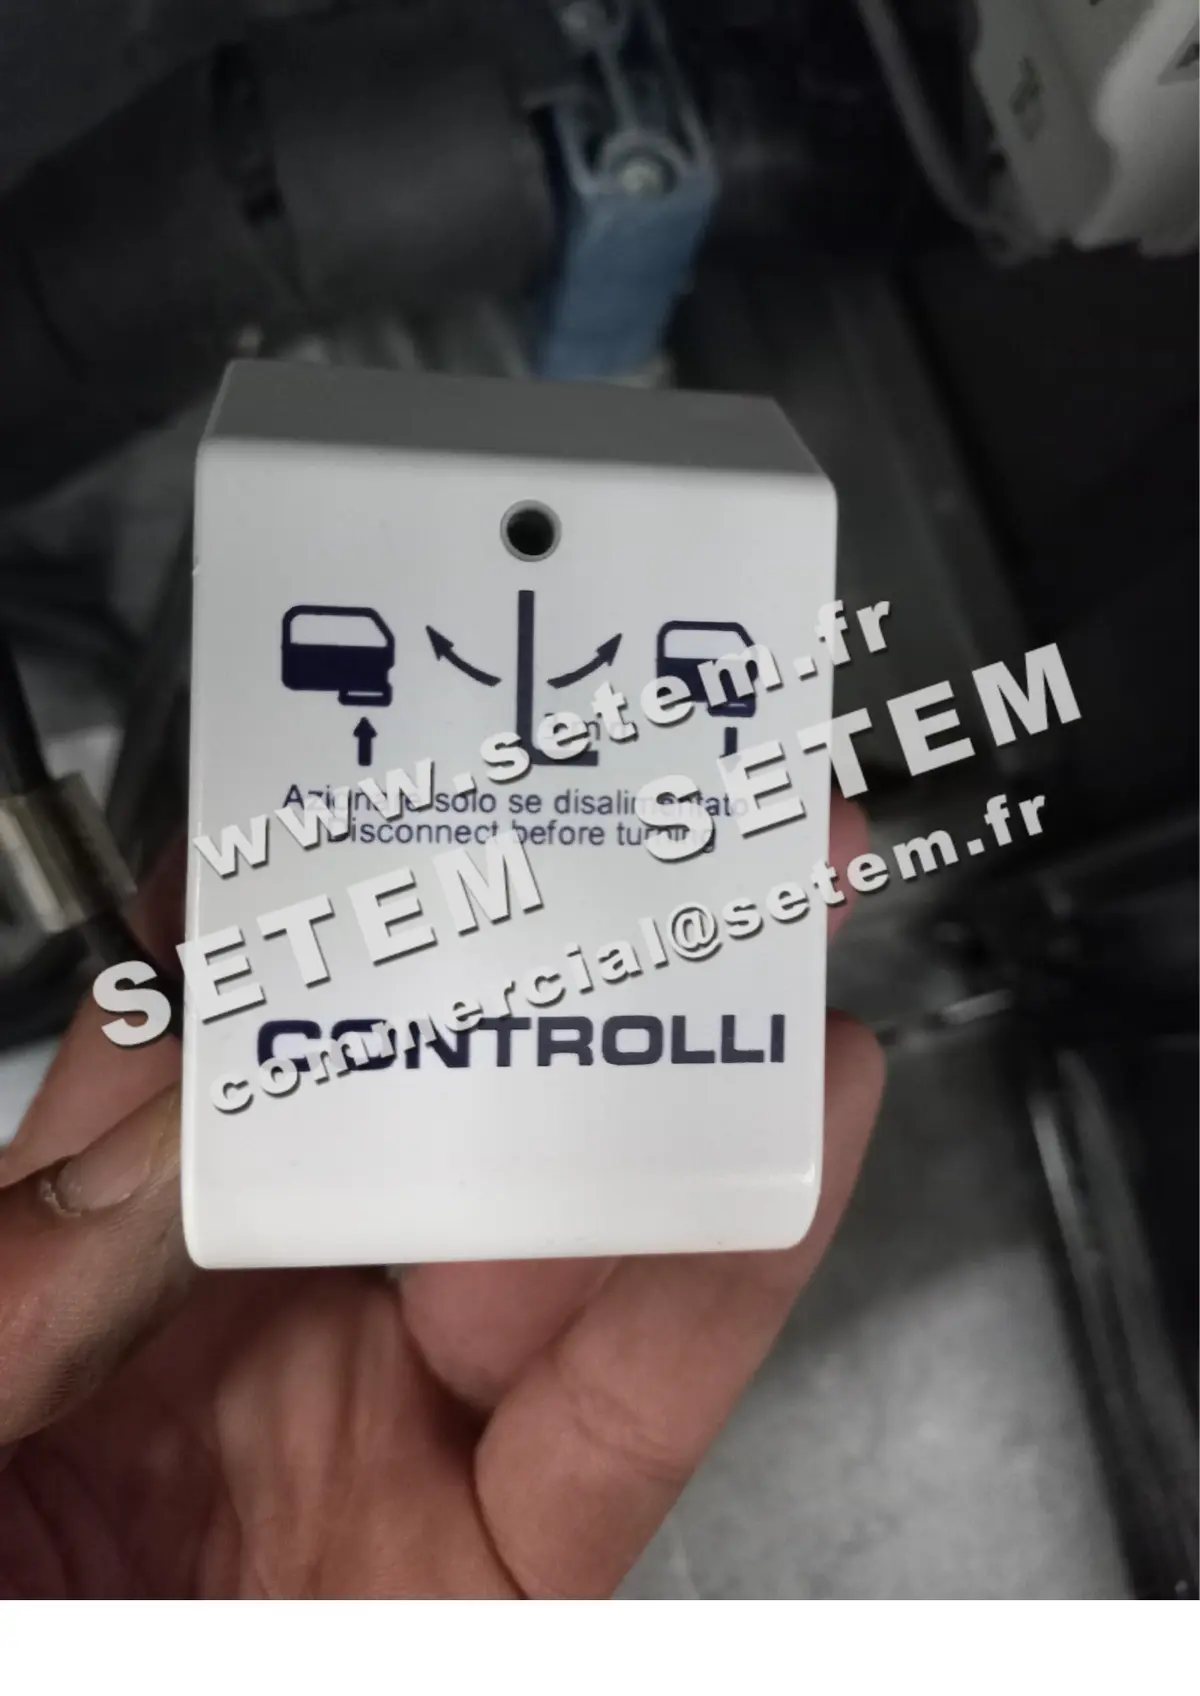 Azionare solo se disalimentato
Disconnect before turning
www.setem.fr
SETEM SETEM
commercial@setem.fr
CONTROLLI